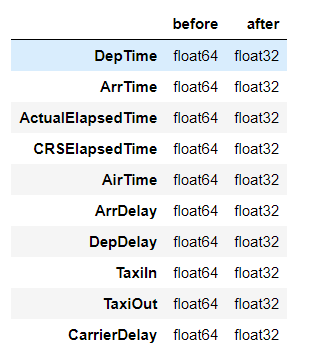 before after
DepTime float64 float32
ArrTime float64 float32
ActualElapsedTime float64 float32
CRSElapsedTime float64 float32
AirTime float64 float32
ArrDelay float64 float32
DepDelay float64 float32
TaxiIn float64 float32
TaxiOut float64 float32
CarrierDelay float64 float32